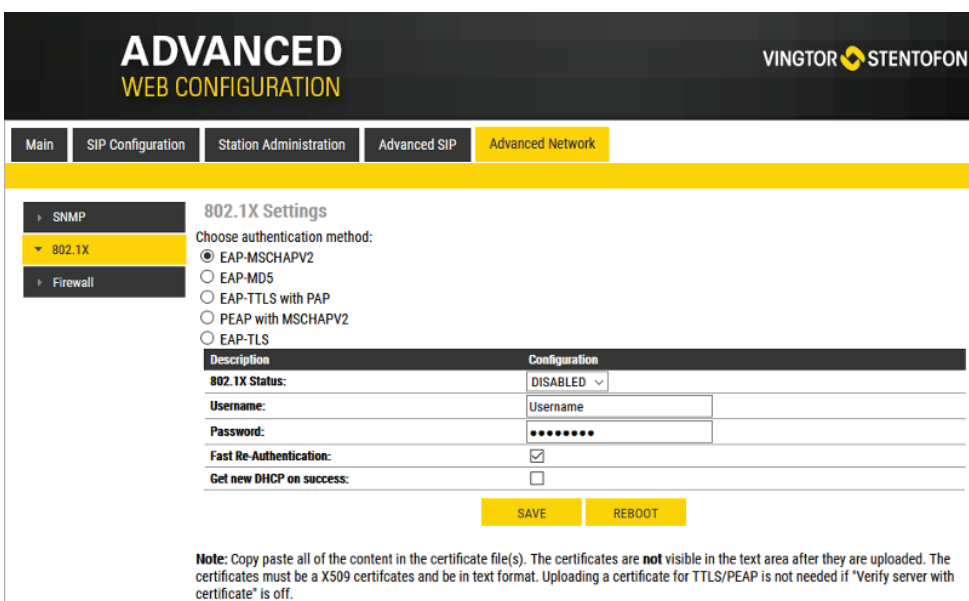 ADVANCED
WEB CONFIGURATION
VINGTOR STENTOFON
Main SIP Configuration Station Administration Advanced SIP Advanced Network
SNMP
802.1X
Firewall
802.1X Settings
Choose authentication method:
EAP-MSCHAPV2
EAP-MD5
EAP-TTLS with PAP
PEAP with MSCHAPV2
EAP-TLS
Description Configuration
802.1X Status: DISABLED
Username: Username
Password: ●●●●●●●●
Fast Re-Authentication:
Get new DHCP on success:
SAVE REBOOT
Note: Copy paste all of the content in the certificate file(s). The certificates are not visible in the text area after they are uploaded. The
certificates must be a X509 certifcates and be in text format. Uploading a certificate for TTLS/PEAP is not needed if "Verify server with
certificate" is off.